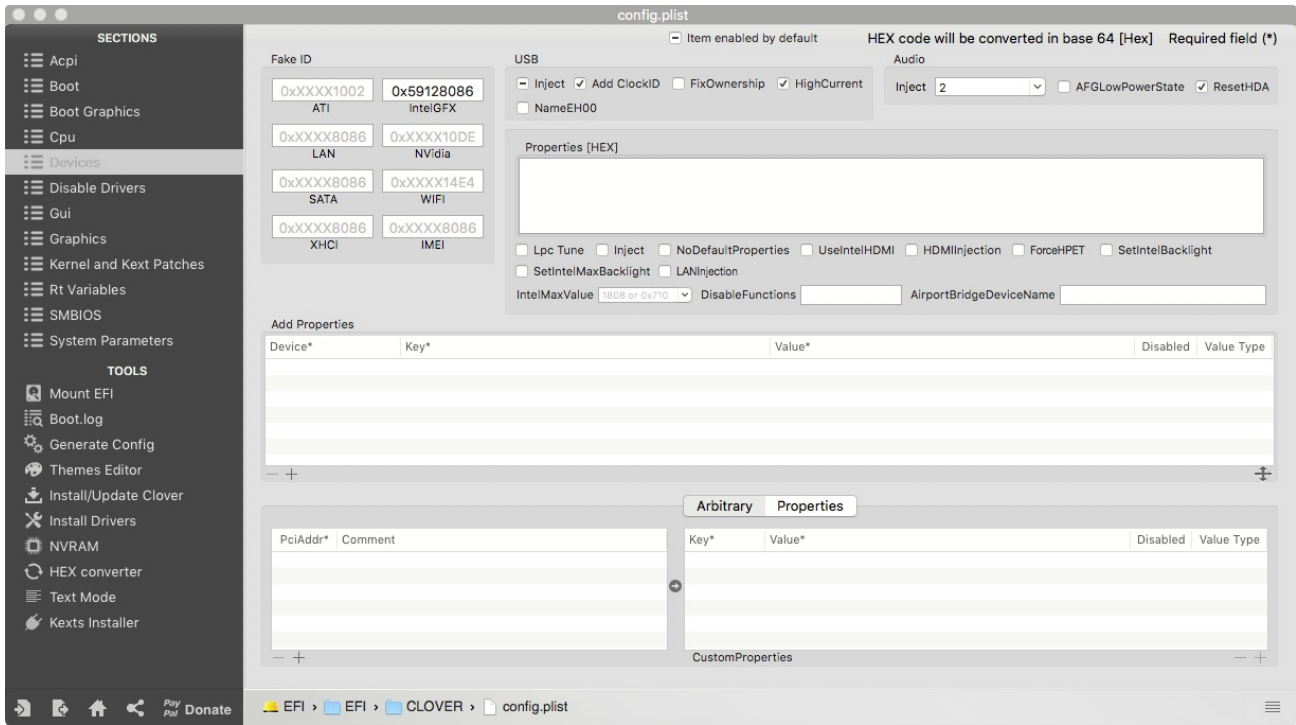 config.plist
SECTIONS
Acpi
Boot
Boot Graphics
Cpu
Devices
Disable Drivers
Gui
Graphics
Kernel and Kext Patches
Rt Variables
SMBIOS
System Parameters
TOOLS
Mount EFI
Boot.log
Generate Config
Themes Editor
Install/Update Clover
Install Drivers
NVRAM
HEX converter
Text Mode
Kexts Installer
Pay Pal Donate
Item enabled by default HEX code will be converted in base 64 [Hex] Required field (*)
Fake ID
0xXXXX1002 0x59128086
ATI IntelGFX
0xXXXX8086 0xXXXX10DE
LAN NVidia
0xXXXX8086 0xXXXX14E4
SATA WIFI
0xXXXX8086 0xXXXX8086
XHCI IMEI
USB
Inject Add ClockID FixOwnership HighCurrent
NameEH00
Audio
Inject 2 AFGLowPowerState ResetHDA
Properties [HEX]
Lpc Tune Inject NoDefaultProperties UseIntelHDMI HDMIInjection ForceHPET SetIntelBacklight
SetIntelMaxBacklight LANInjection
IntelMaxValue 1808 or 0x710 DisableFunctions AirportBridgeDeviceName
Add Properties
Device* Key* Value* Disabled Value Type
Arbitrary Properties
PciAddr* Comment
Key* Value* Disabled Value Type
CustomProperties
EFI › EFI › CLOVER › config.plist